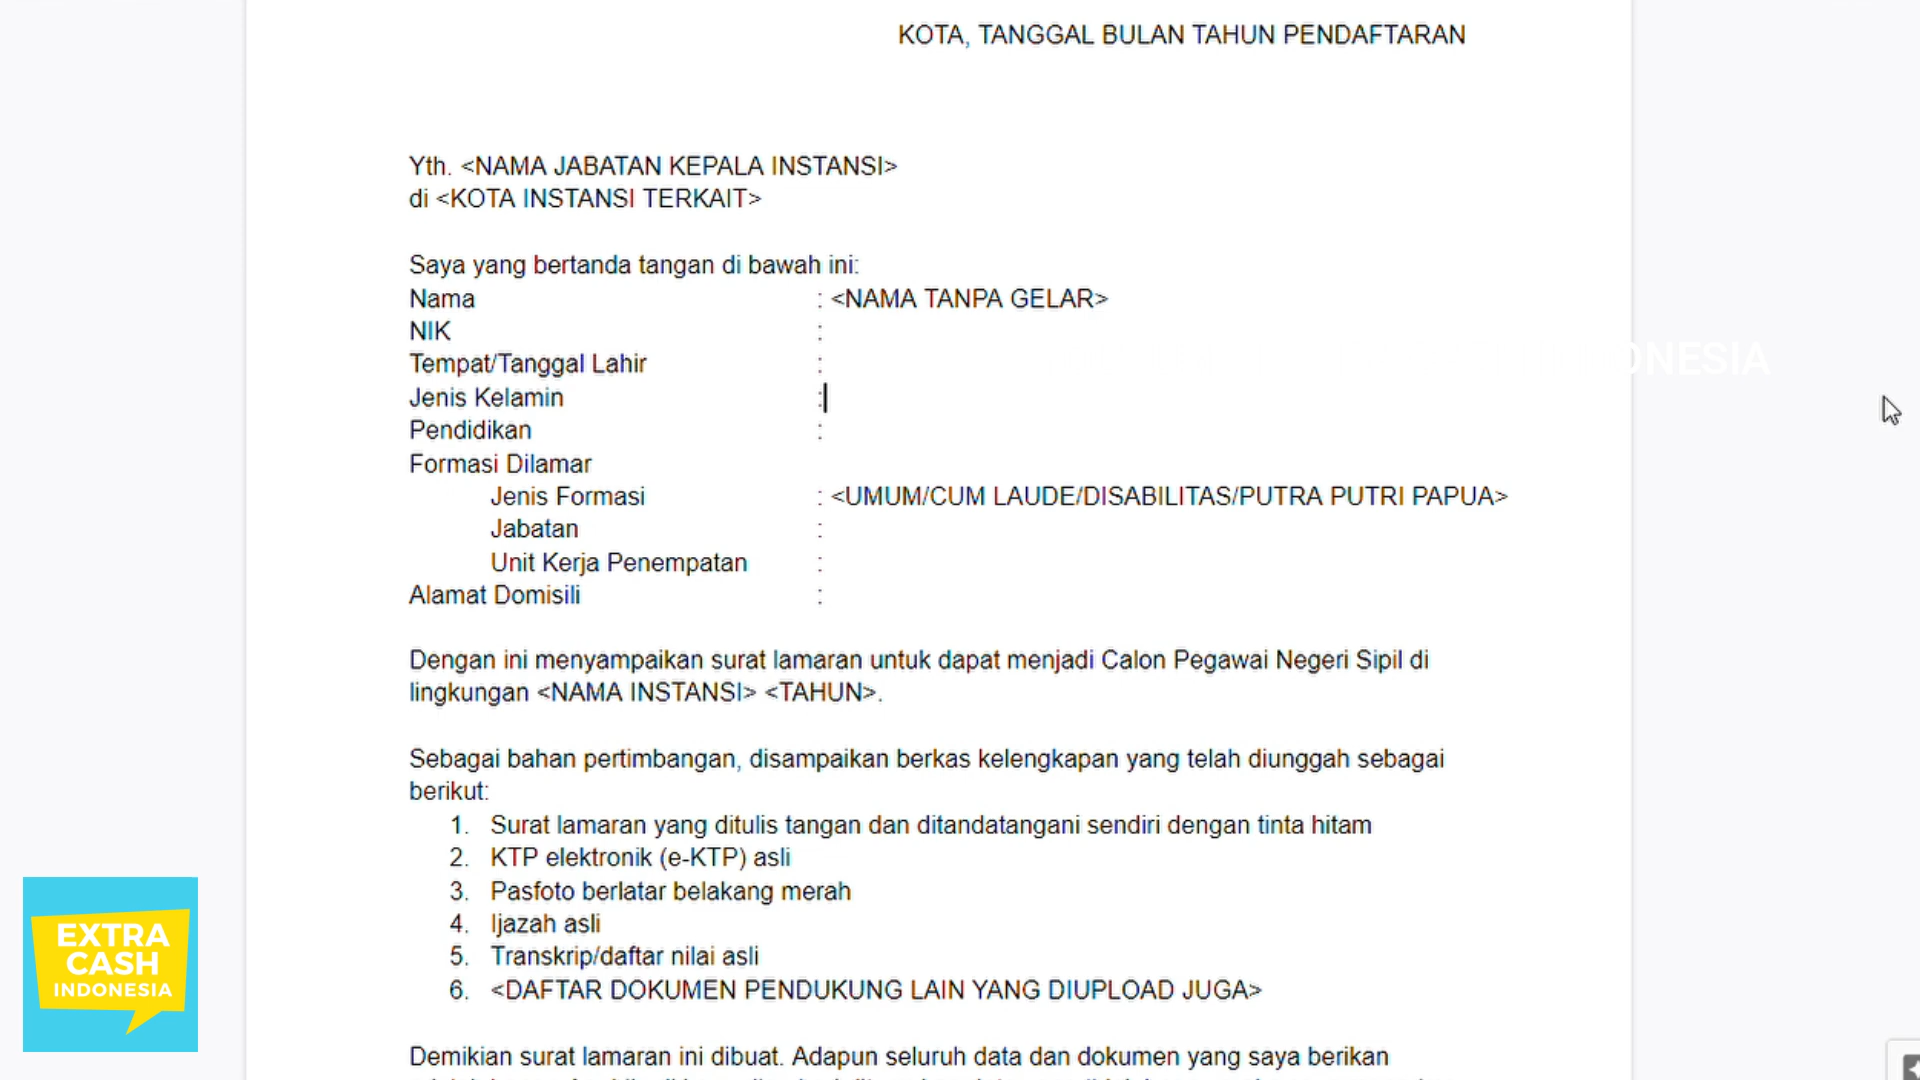 KOTA, TANGGAL BULAN TAHUN PENDAFTARAN
Yth. <NAMA JABATAN KEPALA INSTANSI>
di <KOTA INSTANSI TERKAIT>
Saya yang bertanda tangan di bawah ini:
Nama : <NAMA TANPA GELAR>
NIK :
Tempat/Tanggal Lahir :
Jenis Kelamin :
Pendidikan :
Formasi Dilamar
Jenis Formasi : <UMUM/CUM LAUDE/DISABILITAS/PUTRA PUTRI PAPUA>
Jabatan :
Unit Kerja Penempatan :
Alamat Domisili :
Dengan ini menyampaikan surat lamaran untuk dapat menjadi Calon Pegawai Negeri Sipil di
lingkungan <NAMA INSTANSI> <TAHUN>.
Sebagai bahan pertimbangan, disampaikan berkas kelengkapan yang telah diunggah sebagai
berikut:
1. Surat lamaran yang ditulis tangan dan ditandatangani sendiri dengan tinta hitam
2. KTP elektronik (e-KTP) asli
3. Pasfoto berlatar belakang merah
4. Ijazah asli
5. Transkrip/daftar nilai asli
6. <DAFTAR DOKUMEN PENDUKUNG LAIN YANG DIUPLOAD JUGA>
Demikian surat lamaran ini dibuat. Adapun seluruh data dan dokumen yang saya berikan
EXTRA
CASH
INDONESIA